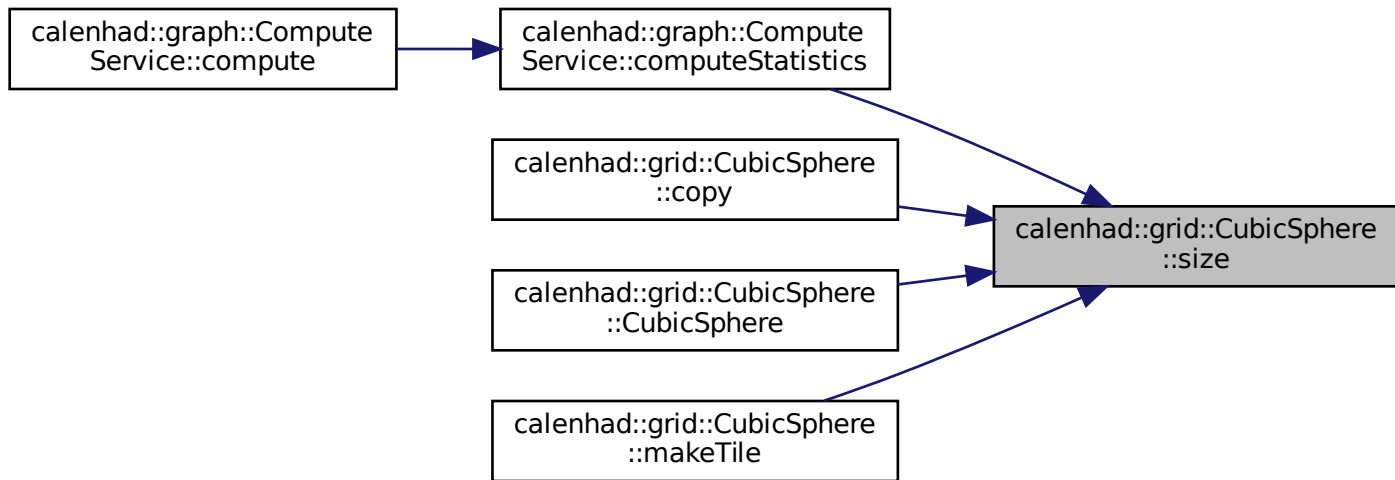 calenhad::graph::Compute
Service::compute
calenhad::graph::Compute
Service::computeStatistics
calenhad::grid::CubicSphere
::copy
calenhad::grid::CubicSphere
::size
calenhad::grid::CubicSphere
::CubicSphere
calenhad::grid::CubicSphere
::makeTile